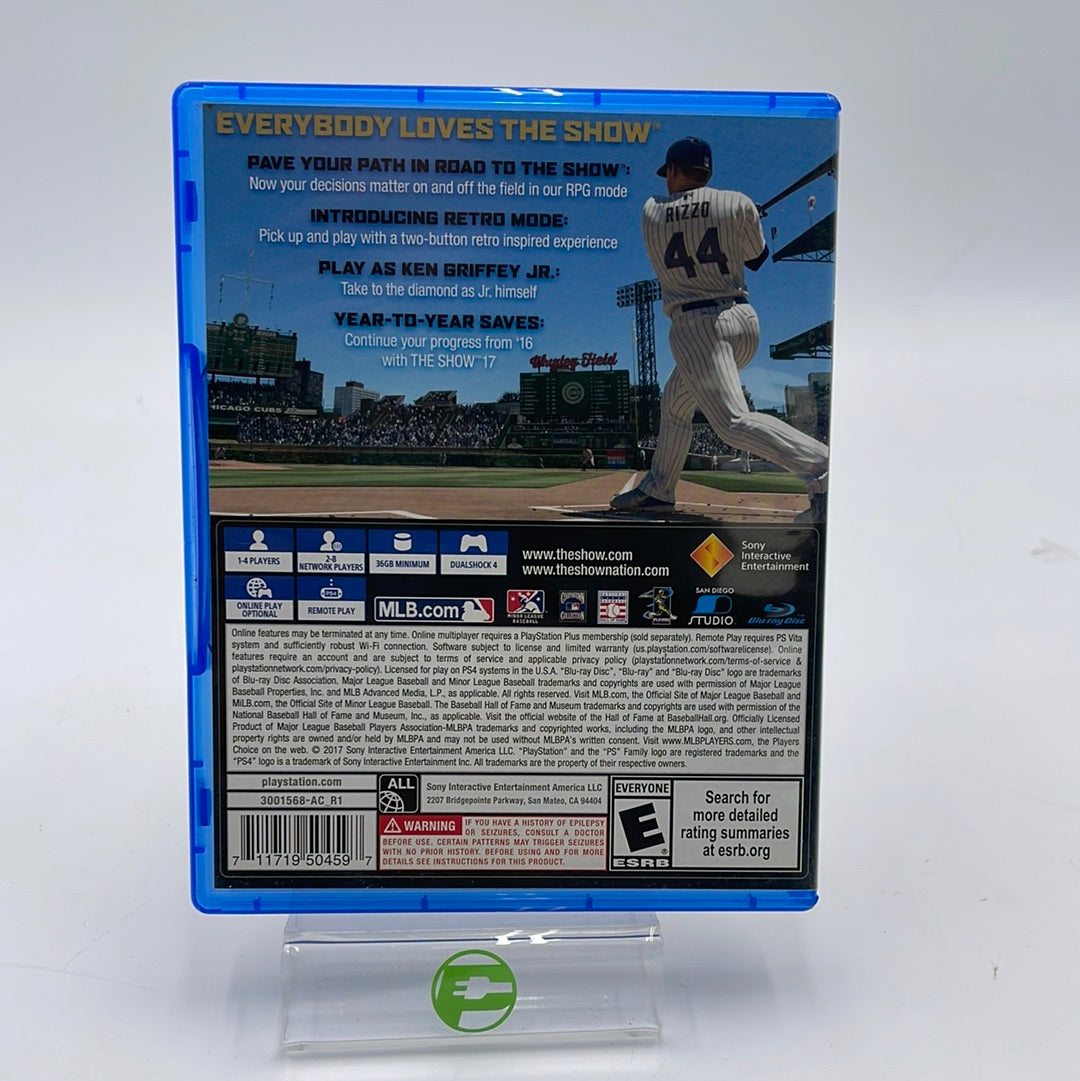 EVERYBODY LOVES THE SHOW™
PAVE YOUR PATH IN ROAD TO THE SHOW™:
Now your decisions matter on and off the field in our RPG mode
INTRODUCING RETRO MODE:
Pick up and play with a two-button retro inspired experience
PLAY AS KEN GRIFFEY JR.:
Take to the diamond as Jr. himself
YEAR-TO-YEAR SAVES:
Continue your progress from '16
with THE SHOW™17
RIZZO
44
Wrigley Field
HICAGO CUBS
1-4 PLAYERS
2-8
NETWORK PLAYERS
36GB MINIMUM
DUALSHOCK 4
ONLINE PLAY
OPTIONAL
PS4
REMOTE PLAY
www.theshow.com
www.theshownation.com
Sony
Interactive
Entertainment
MLB.com
MINOR LEAGUE
BASEBALL
PLAYERS
SAN DIEGO
STUDIO
Blu-ray Disc
Online features may be terminated at any time. Online multiplayer requires a PlayStation Plus membership (sold separately). Remote Play requires PS Vita
system and sufficiently robust Wi-Fi connection. Software subject to license and limited warranty (us.playstation.com/softwarelicense). Online
features require an account and are subject to terms of service and applicable privacy policy (playstationnetwork.com/terms-of-service &
playstationnetwork.com/privacy-policy). Licensed for play on PS4 systems in the U.S.A. "Blu-ray Disc", "Blu-ray" and "Blu-ray Disc" logo are trademarks
of Blu-ray Disc Association. Major League Baseball and Minor League Baseball trademarks and copyrights are used with permission of Major League
Baseball Properties, Inc. and MLB Advanced Media, L.P., as applicable. All rights reserved. Visit MLB.com, the Official Site of Major League Baseball and
MiLB.com, the Official Site of Minor League Baseball. The Baseball Hall of Fame and Museum trademarks and copyrights are used with permission of the
National Baseball Hall of Fame and Museum, Inc., as applicable. Visit the official website of the Hall of Fame at BaseballHall.org. Officially Licensed
Product of Major League Baseball Players Association-MLBPA trademarks and copyrighted works, including the MLBPA logo, and other intellectual
property rights are owned and/or held by MLBPA and may not be used without MLBPA's written consent. Visit www.MLBPLAYERS.com, the Players
Choice on the web. © 2017 Sony Interactive Entertainment America LLC. "PlayStation" and the "PS" Family logo are registered trademarks and the
"PS4" logo is a trademark of Sony Interactive Entertainment Inc. All trademarks are the property of their respective owners.
playstation.com
3001568-AC_R1
ALL
Sony Interactive Entertainment America LLC
2207 Bridgepointe Parkway, San Mateo, CA 94404
WARNING IF YOU HAVE A HISTORY OF EPILEPSY
OR SEIZURES, CONSULT A DOCTOR
BEFORE USE. CERTAIN PATTERNS MAY TRIGGER SEIZURES
WITH NO PRIOR HISTORY. BEFORE USING AND FOR MORE
DETAILS SEE INSTRUCTIONS FOR THIS PRODUCT.
7 11719 50459 7
EVERYONE
E
ESRB
Search for
more detailed
rating summaries
at esrb.org